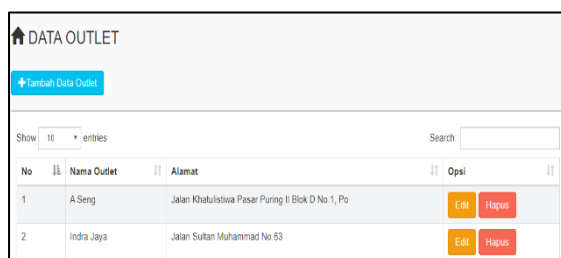 DATA OUTLET
+Tambah Data Outlet
Show 10 entries Search:
No Nama Outlet Alamat Opsi
1 A Seng Jalan Khatulistiwa Pasar Puring II Blok D No.1, Po Edit Hapus
2 Indra Jaya Jalan Sultan Muhammad No.63 Edit Hapus